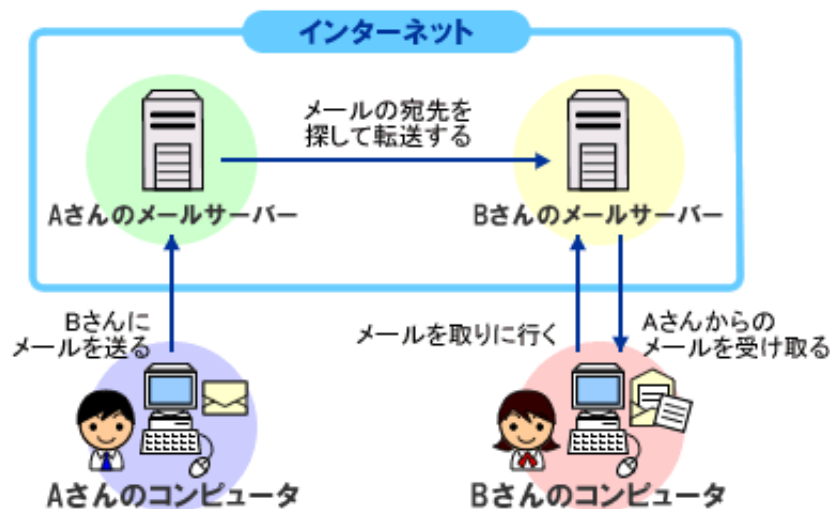 インターネット
メールの宛先を
探して転送する
Aさんのメールサーバー
Bさんのメールサーバー
Bさんに
メールを送る
メールを取りに行く
Aさんからの
メールを受け取る
Aさんのコンピュータ
Bさんのコンピュータ